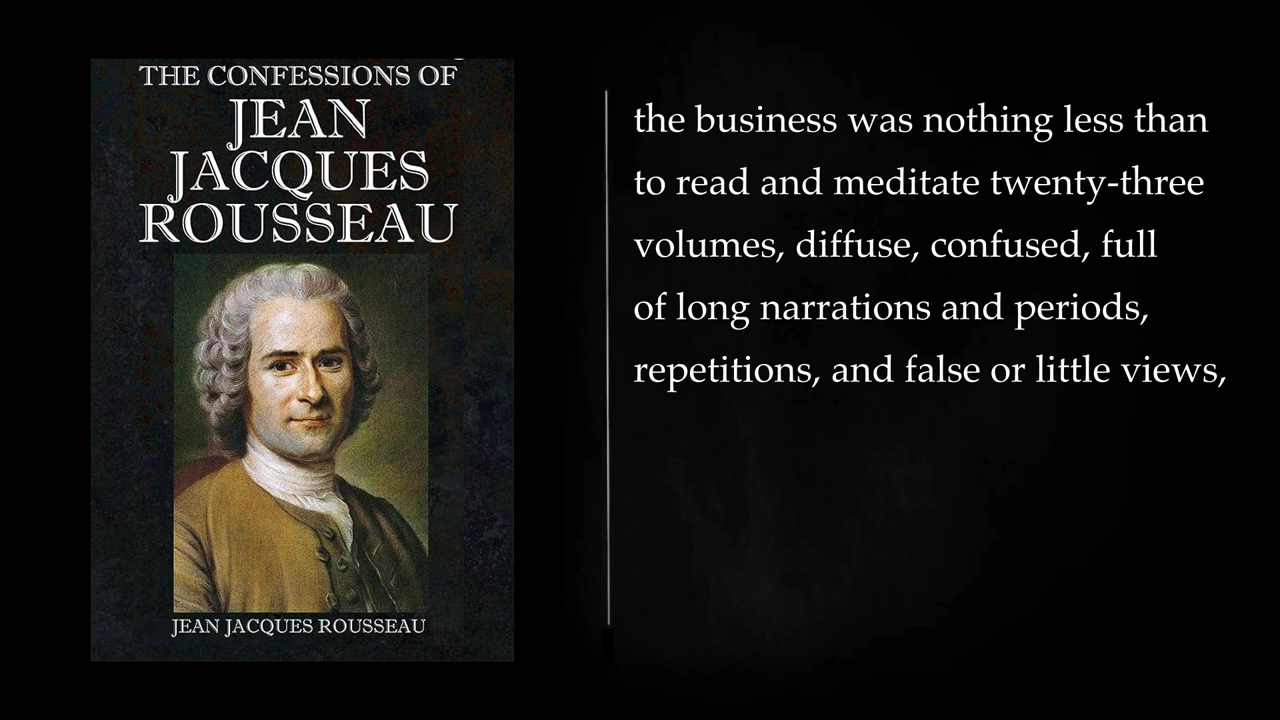 THE CONFESSIONS OF
JEAN
JACQUES
ROUSSEAU
JEAN JACQUES ROUSSEAU
the business was nothing less than
to read and meditate twenty-three
volumes, diffuse, confused, full
of long narrations and periods,
repetitions, and false or little views,